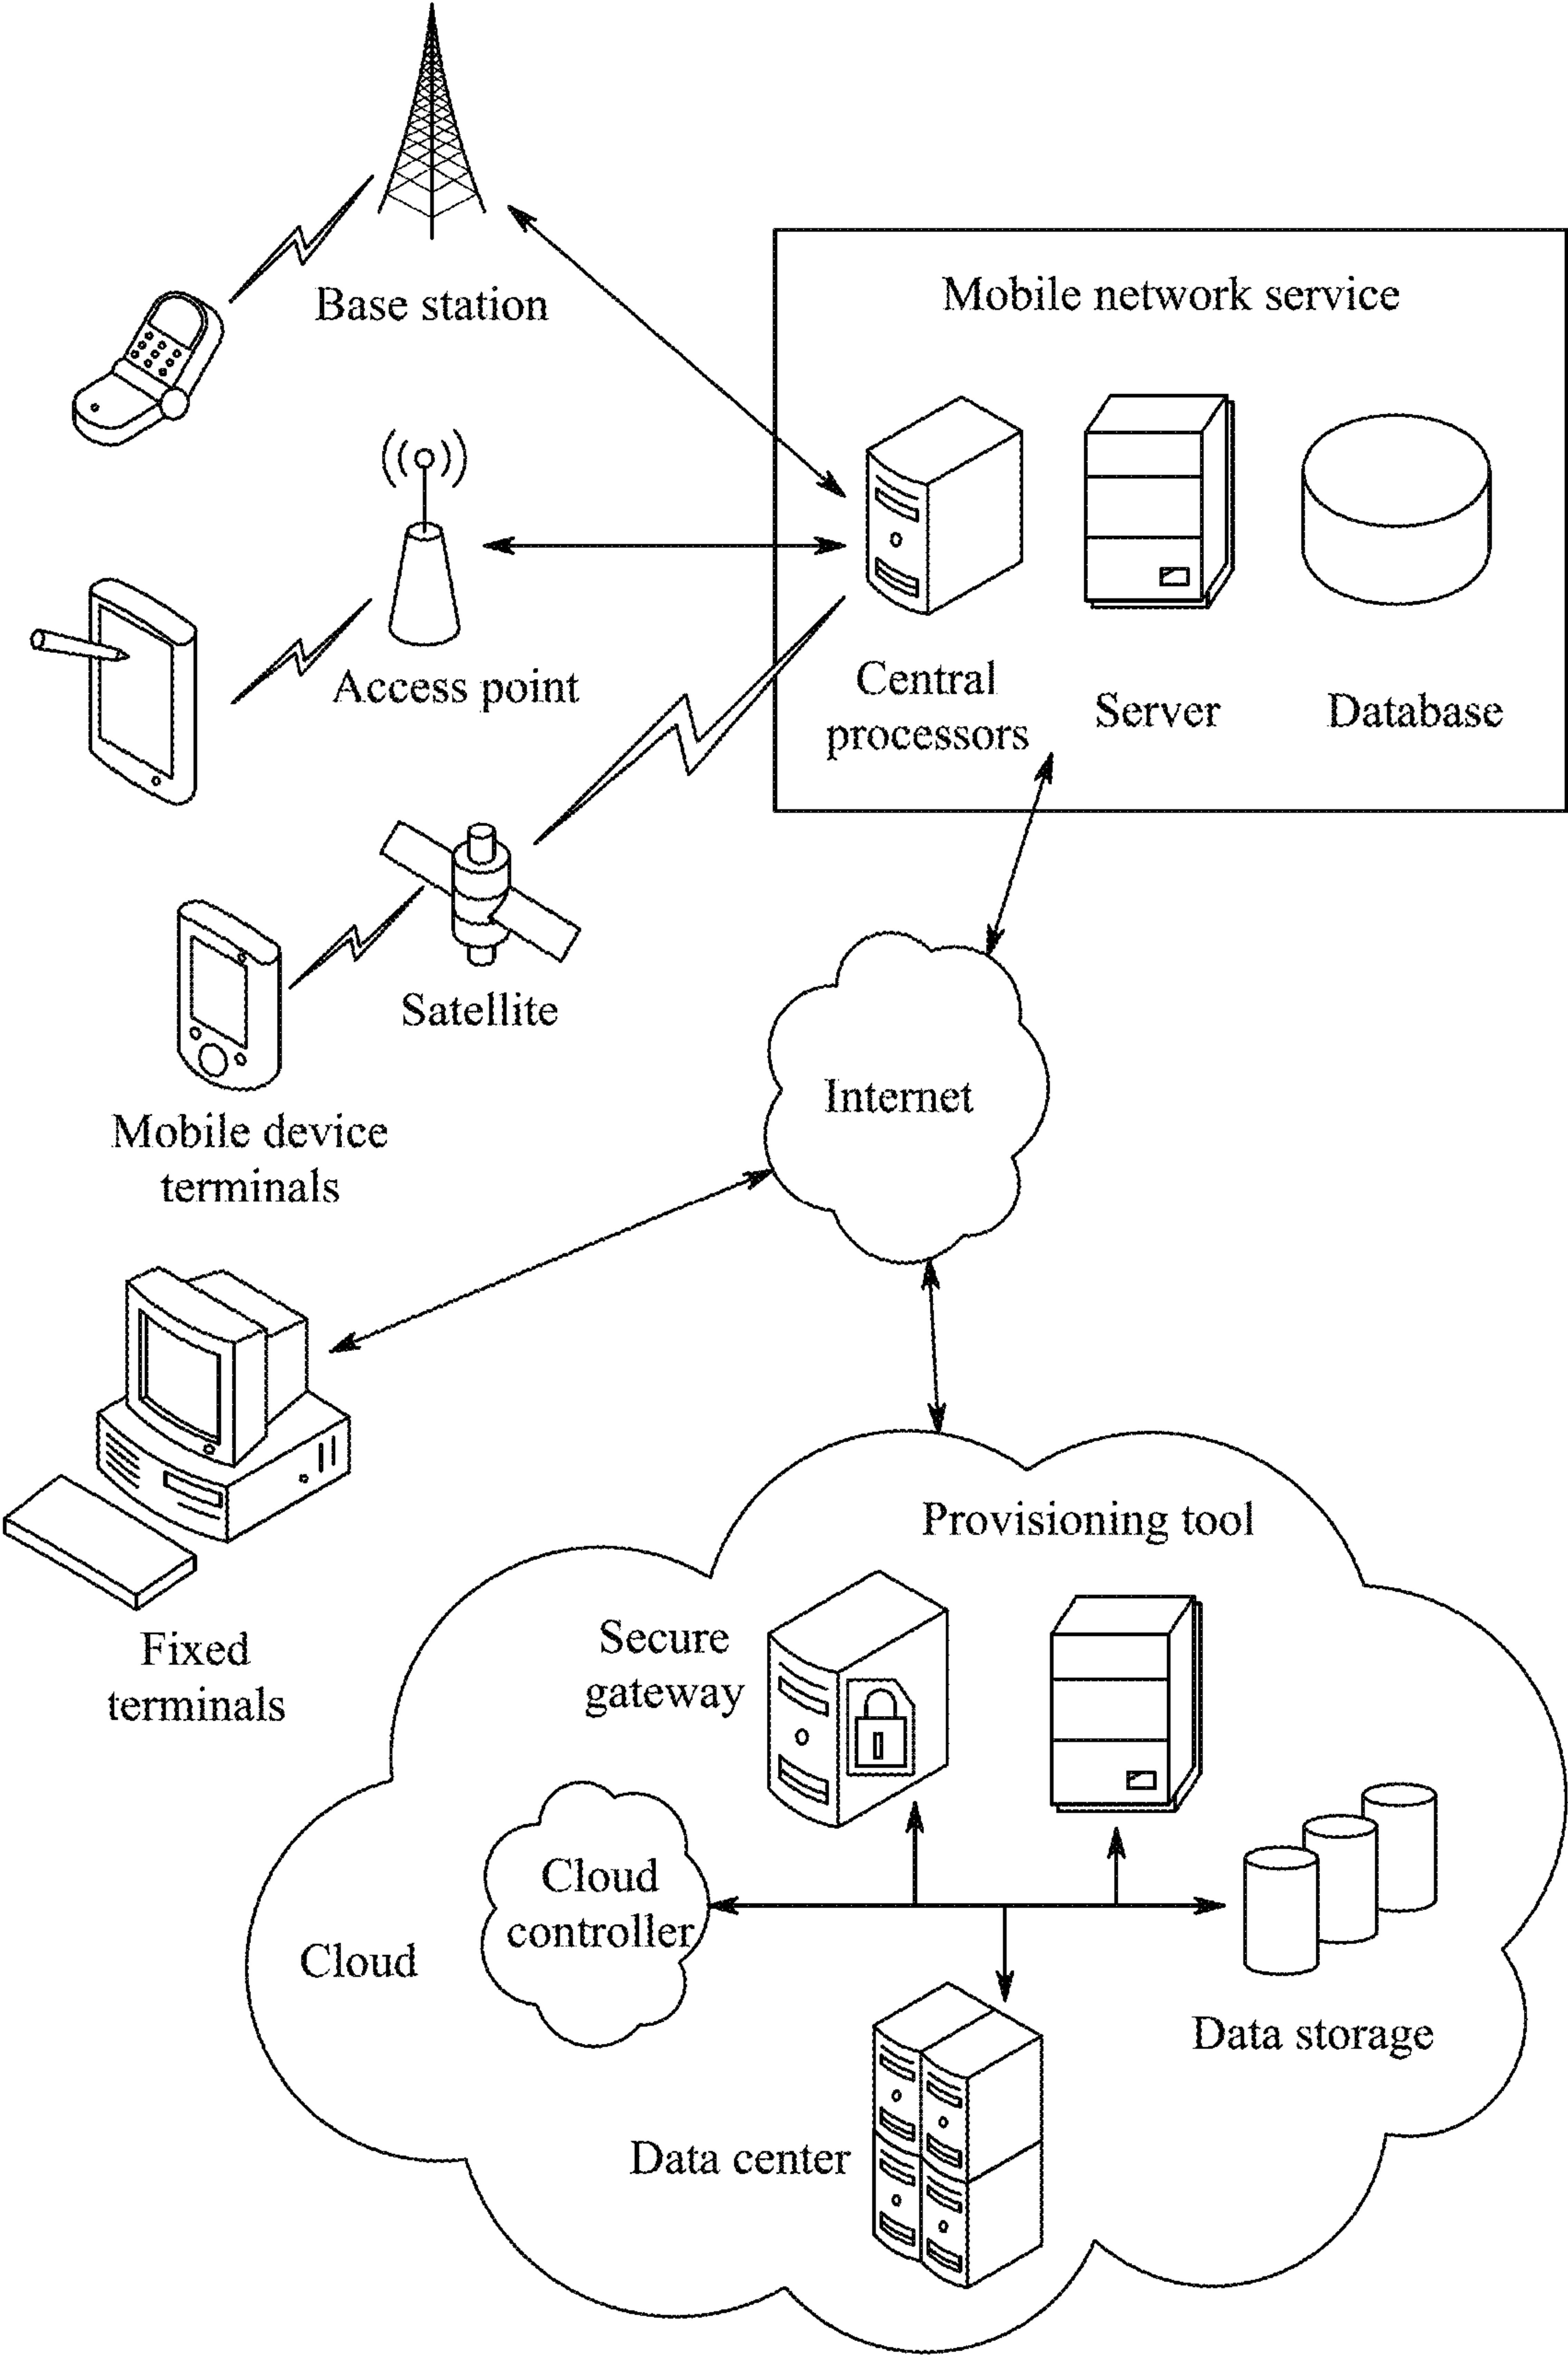 Base station
Mobile network service
Access point
Central
processors
Server
Database
Satellite
Mobile device
terminals
Internet
Fixed
terminals
Provisioning tool
Secure
gateway
Cloud
controller
Cloud
Data storage
Data center